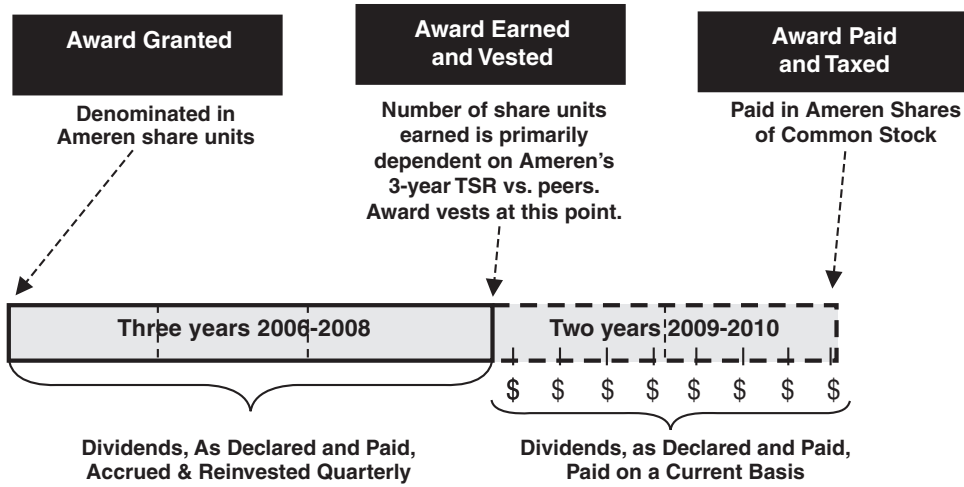 Award Granted
Denominated in
Ameren share units
Award Earned
and Vested
Number of share units
earned is primarily
dependent on Ameren's
3-year TSR vs. peers.
Award vests at this point.
Award Paid
and Taxed
Paid in Ameren Shares
of Common Stock
Three years 2006-2008
Two years 2009-2010
$ $ $ $ $ $ $ $
Dividends, As Declared and Paid,
Accrued & Reinvested Quarterly
Dividends, as Declared and Paid,
Paid on a Current Basis